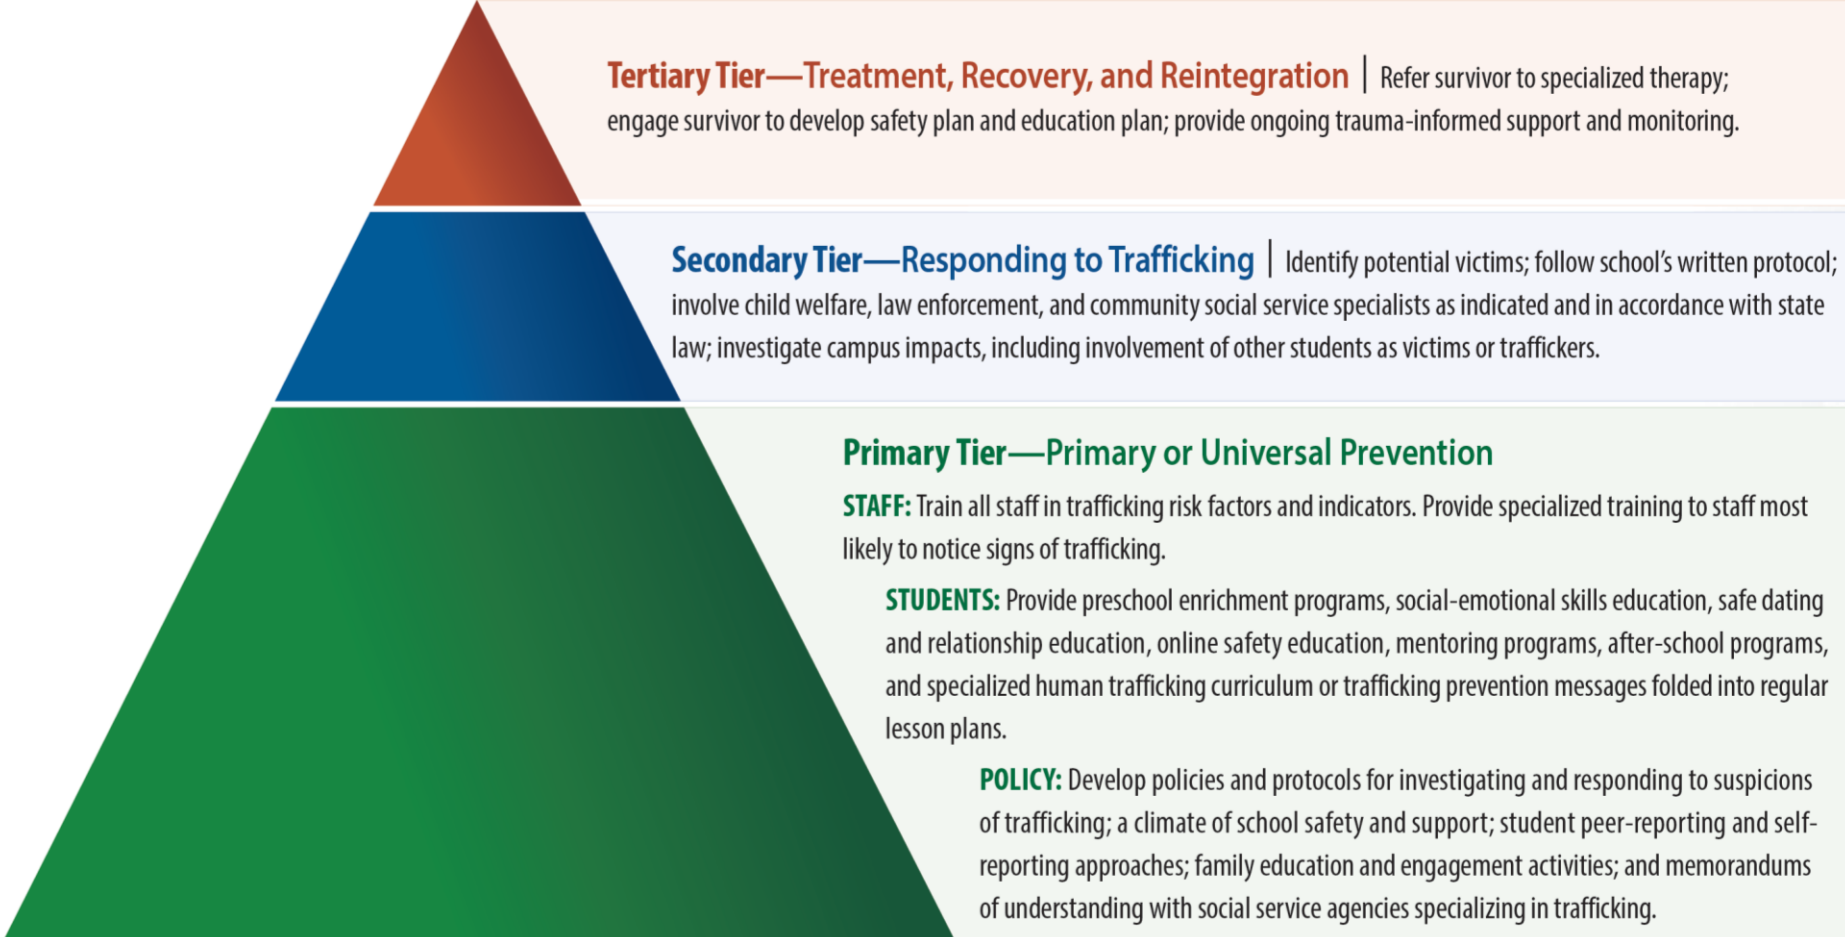 Tertiary Tier—Treatment, Recovery, and Reintegration | Refer survivor to specialized therapy;
engage survivor to develop safety plan and education plan; provide ongoing trauma-informed support and monitoring.
Secondary Tier—Responding to Trafficking | Identify potential victims; follow school's written protocol;
involve child welfare, law enforcement, and community social service specialists as indicated and in accordance with state
law; investigate campus impacts, including involvement of other students as victims or traffickers.
Primary Tier—Primary or Universal Prevention
STAFF: Train all staff in trafficking risk factors and indicators. Provide specialized training to staff most
likely to notice signs of trafficking.
STUDENTS: Provide preschool enrichment programs, social-emotional skills education, safe dating
and relationship education, online safety education, mentoring programs, after-school programs,
and specialized human trafficking curriculum or trafficking prevention messages folded into regular
lesson plans.
POLICY: Develop policies and protocols for investigating and responding to suspicions
of trafficking; a climate of school safety and support; student peer-reporting and self-
reporting approaches; family education and engagement activities; and memorandums
of understanding with social service agencies specializing in trafficking.